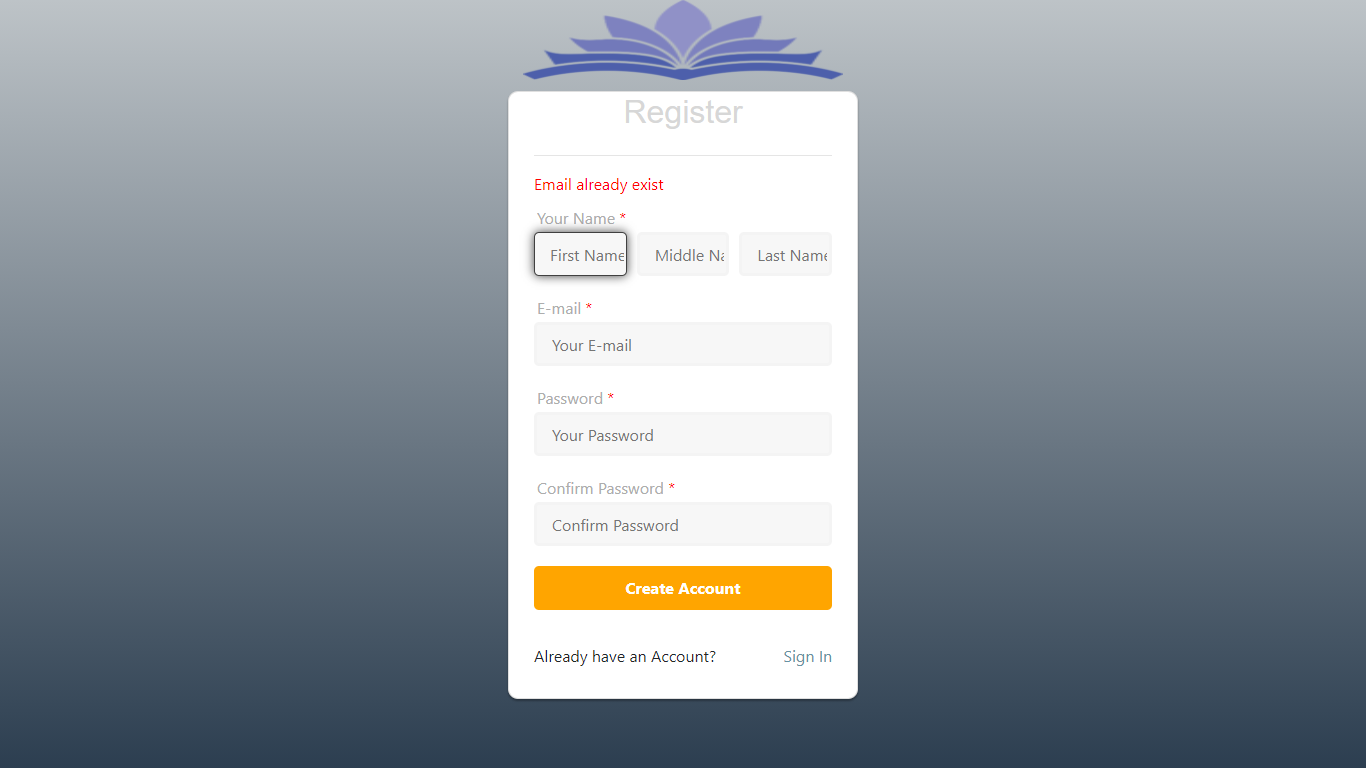 Register
Email already exist
Your Name *
First Name Middle Na Last Name
E-mail *
Your E-mail
Password *
Your Password
Confirm Password *
Confirm Password
Create Account
Already have an Account? Sign In